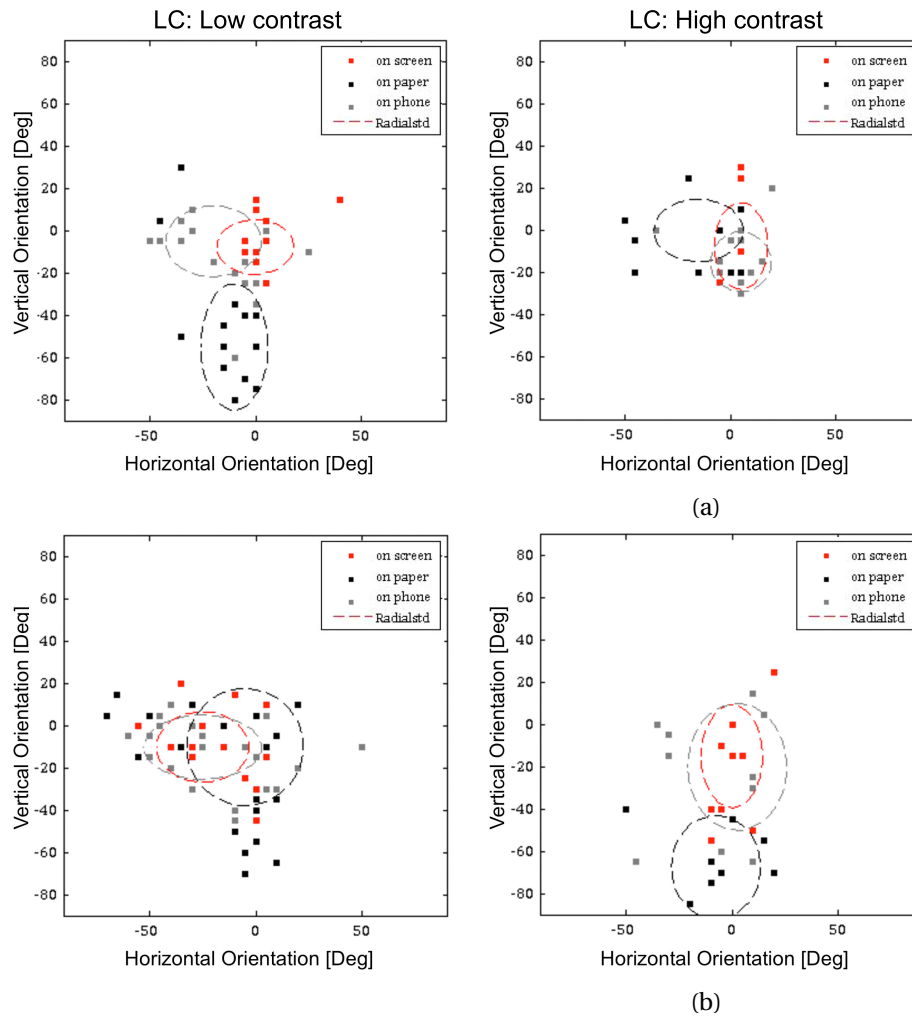 LC: Low contrast
LC: High contrast
80
60
40
20
0
-20
-40
-60
-80
-50
0
50
Vertical Orientation [Deg]
Horizontal Orientation [Deg]
on screen
on paper
on phone
Radialstd
80
60
40
20
0
-20
-40
-60
-80
-50
0
50
Vertical Orientation [Deg]
Horizontal Orientation [Deg]
on screen
on paper
on phone
Radialstd
(a)
80
60
40
20
0
-20
-40
-60
-80
-50
0
50
Vertical Orientation [Deg]
Horizontal Orientation [Deg]
on screen
on paper
on phone
Radialstd
80
60
40
20
0
-20
-40
-60
-80
-50
0
50
Vertical Orientation [Deg]
Horizontal Orientation [Deg]
on screen
on paper
on phone
Radialstd
(b)